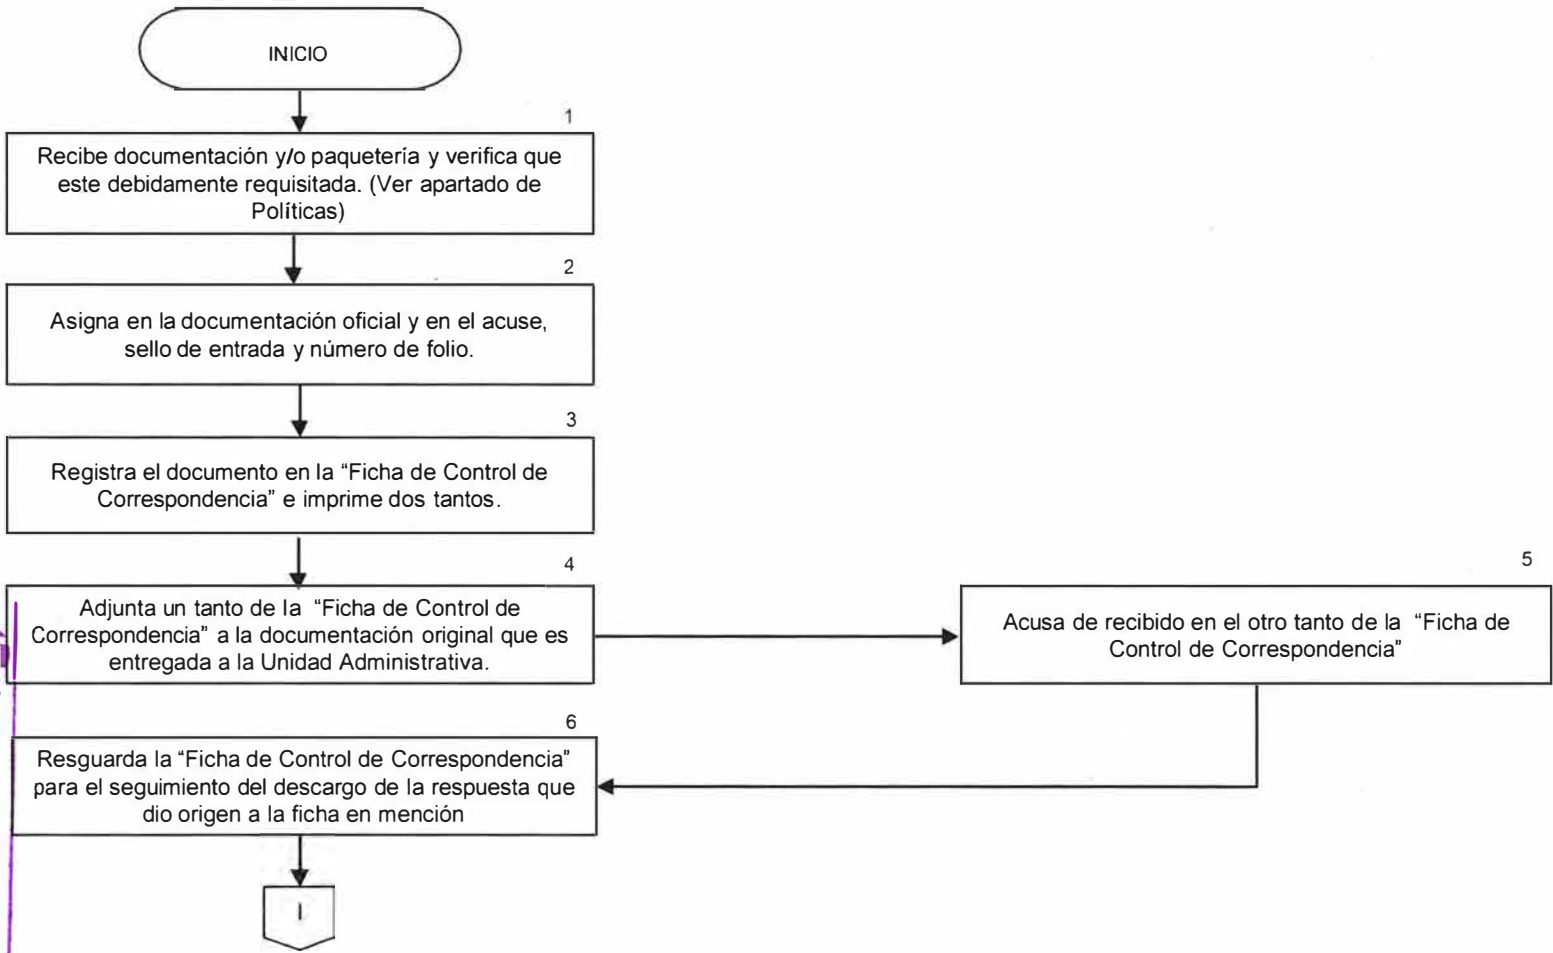 INICIO
1
Recibe documentación y/o paquetería y verifica que
este debidamente requisitada. (Ver apartado de
Políticas)
2
Asigna en la documentación oficial y en el acuse,
sello de entrada y número de folio.
3
Registra el documento en la “Ficha de Control de
Correspondencia” e imprime dos tantos.
4
Adjunta un tanto de la “Ficha de Control de
Correspondencia” a la documentación original que es
entregada a la Unidad Administrativa.
5
Acusa de recibido en el otro tanto de la “Ficha de
Control de Correspondencia”
6
Resguarda la “Ficha de Control de Correspondencia”
para el seguimiento del descargo de la respuesta que
dio origen a la ficha en mención
I